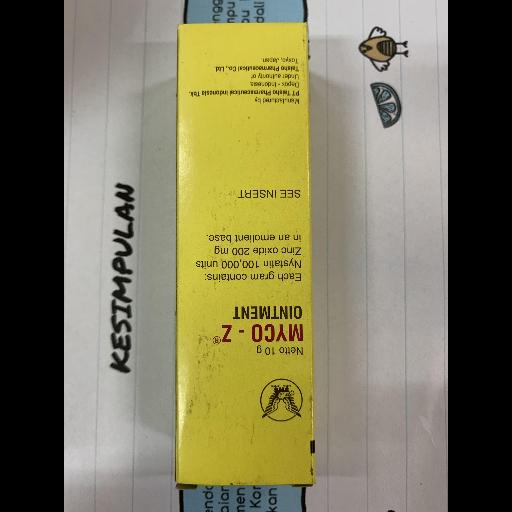 Netto 10 g
MYCO - Z®
OINTMENT
Each gram contains:
Nystatin 100,000 units
Zinc oxide 200 mg
in an emollient base.
SEE INSERT
Manufactured by
PT Taisho Pharmaceutical Indonesia Tbk.
Depok - Indonesia
Under authority of
Taisho Pharmaceutical Co., Ltd.
Tokyo, Japan
KESIMPULAN